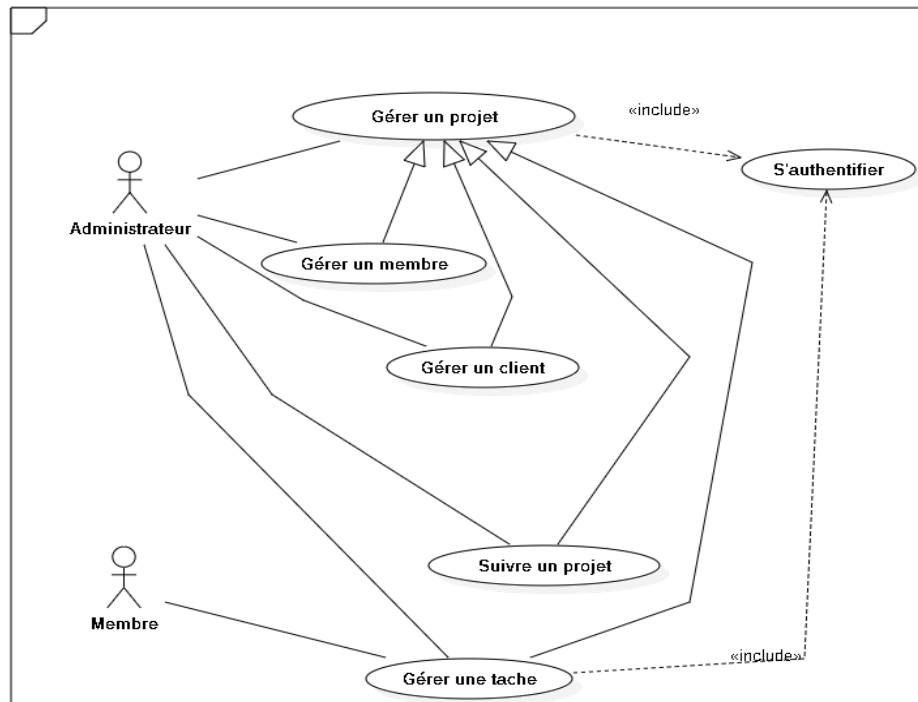 Gérer un projet
«include»
S'authentifier
Administrateur
Gérer un membre
Gérer un client
Suivre un projet
Membre
«include»
Gérer une tache